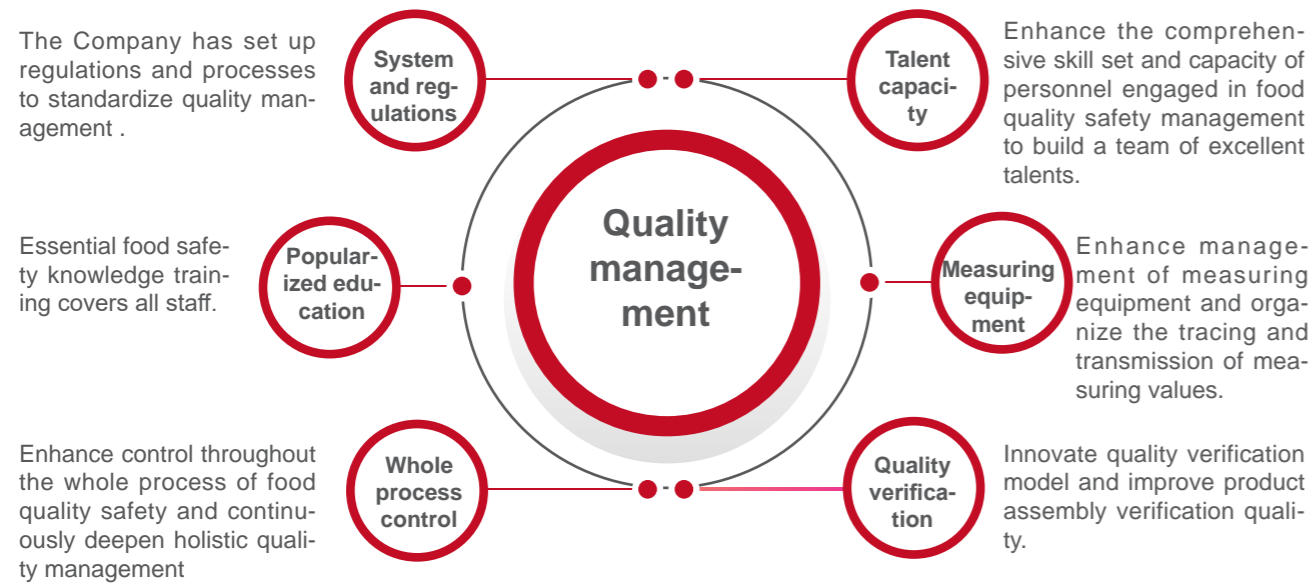 The Company has set up
regulations and processes
to standardize quality man-
agement .
System
and reg-
ulations
Talent
capaci-
ty
Enhance the comprehen-
sive skill set and capacity of
personnel engaged in food
quality safety management
to build a team of excellent
talents.
Essential food safe-
ty knowledge train-
ing covers all staff.
Popular-
ized edu-
cation
Quality
manage-
ment
Measuring
equip-
ment
Enhance manage-
ment of measuring
equipment and orga-
nize the tracing and
transmission of mea-
suring values.
Enhance control throughout
the whole process of food
quality safety and continu-
ously deepen holistic quali-
ty management
Whole
process
control
Quality
verifica-
tion
Innovate quality verification
model and improve product
assembly verification quali-
ty.